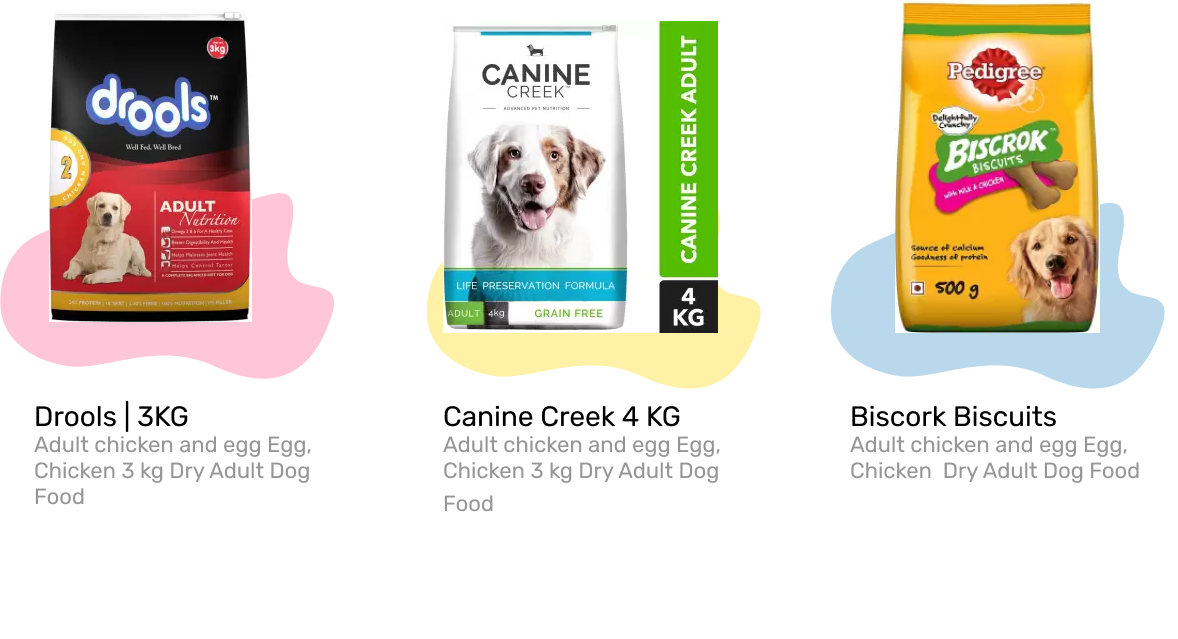 3kg
drools™
Well Fed. Well Bred
2
CHICKEN
ADULT
Nutrition
Omega 3 & 6 For A Healthy Coat
Better Digestibility And Health
Helps Maintain Joint Health
Helps Control Tartar
A COMPLETE BALANCED DIET FOR DOG
CANINE
CREEK™
ADVANCED PET NUTRITION
LIFE PRESERVATION FORMULA
ADULT 4kg GRAIN FREE
CANINE CREEK ADULT
4
KG
Pedigree
Delightfully
Crunchy
BISCROK™
BISCUITS
with MILK & CHICKEN
Source of calcium
Goodness of protein
500 g
Drools | 3KG
Adult chicken and egg Egg,
Chicken 3 kg Dry Adult Dog
Food
Canine Creek 4 KG
Adult chicken and egg Egg,
Chicken 3 kg Dry Adult Dog
Food
Biscork Biscuits
Adult chicken and egg Egg,
Chicken  Dry Adult Dog Food